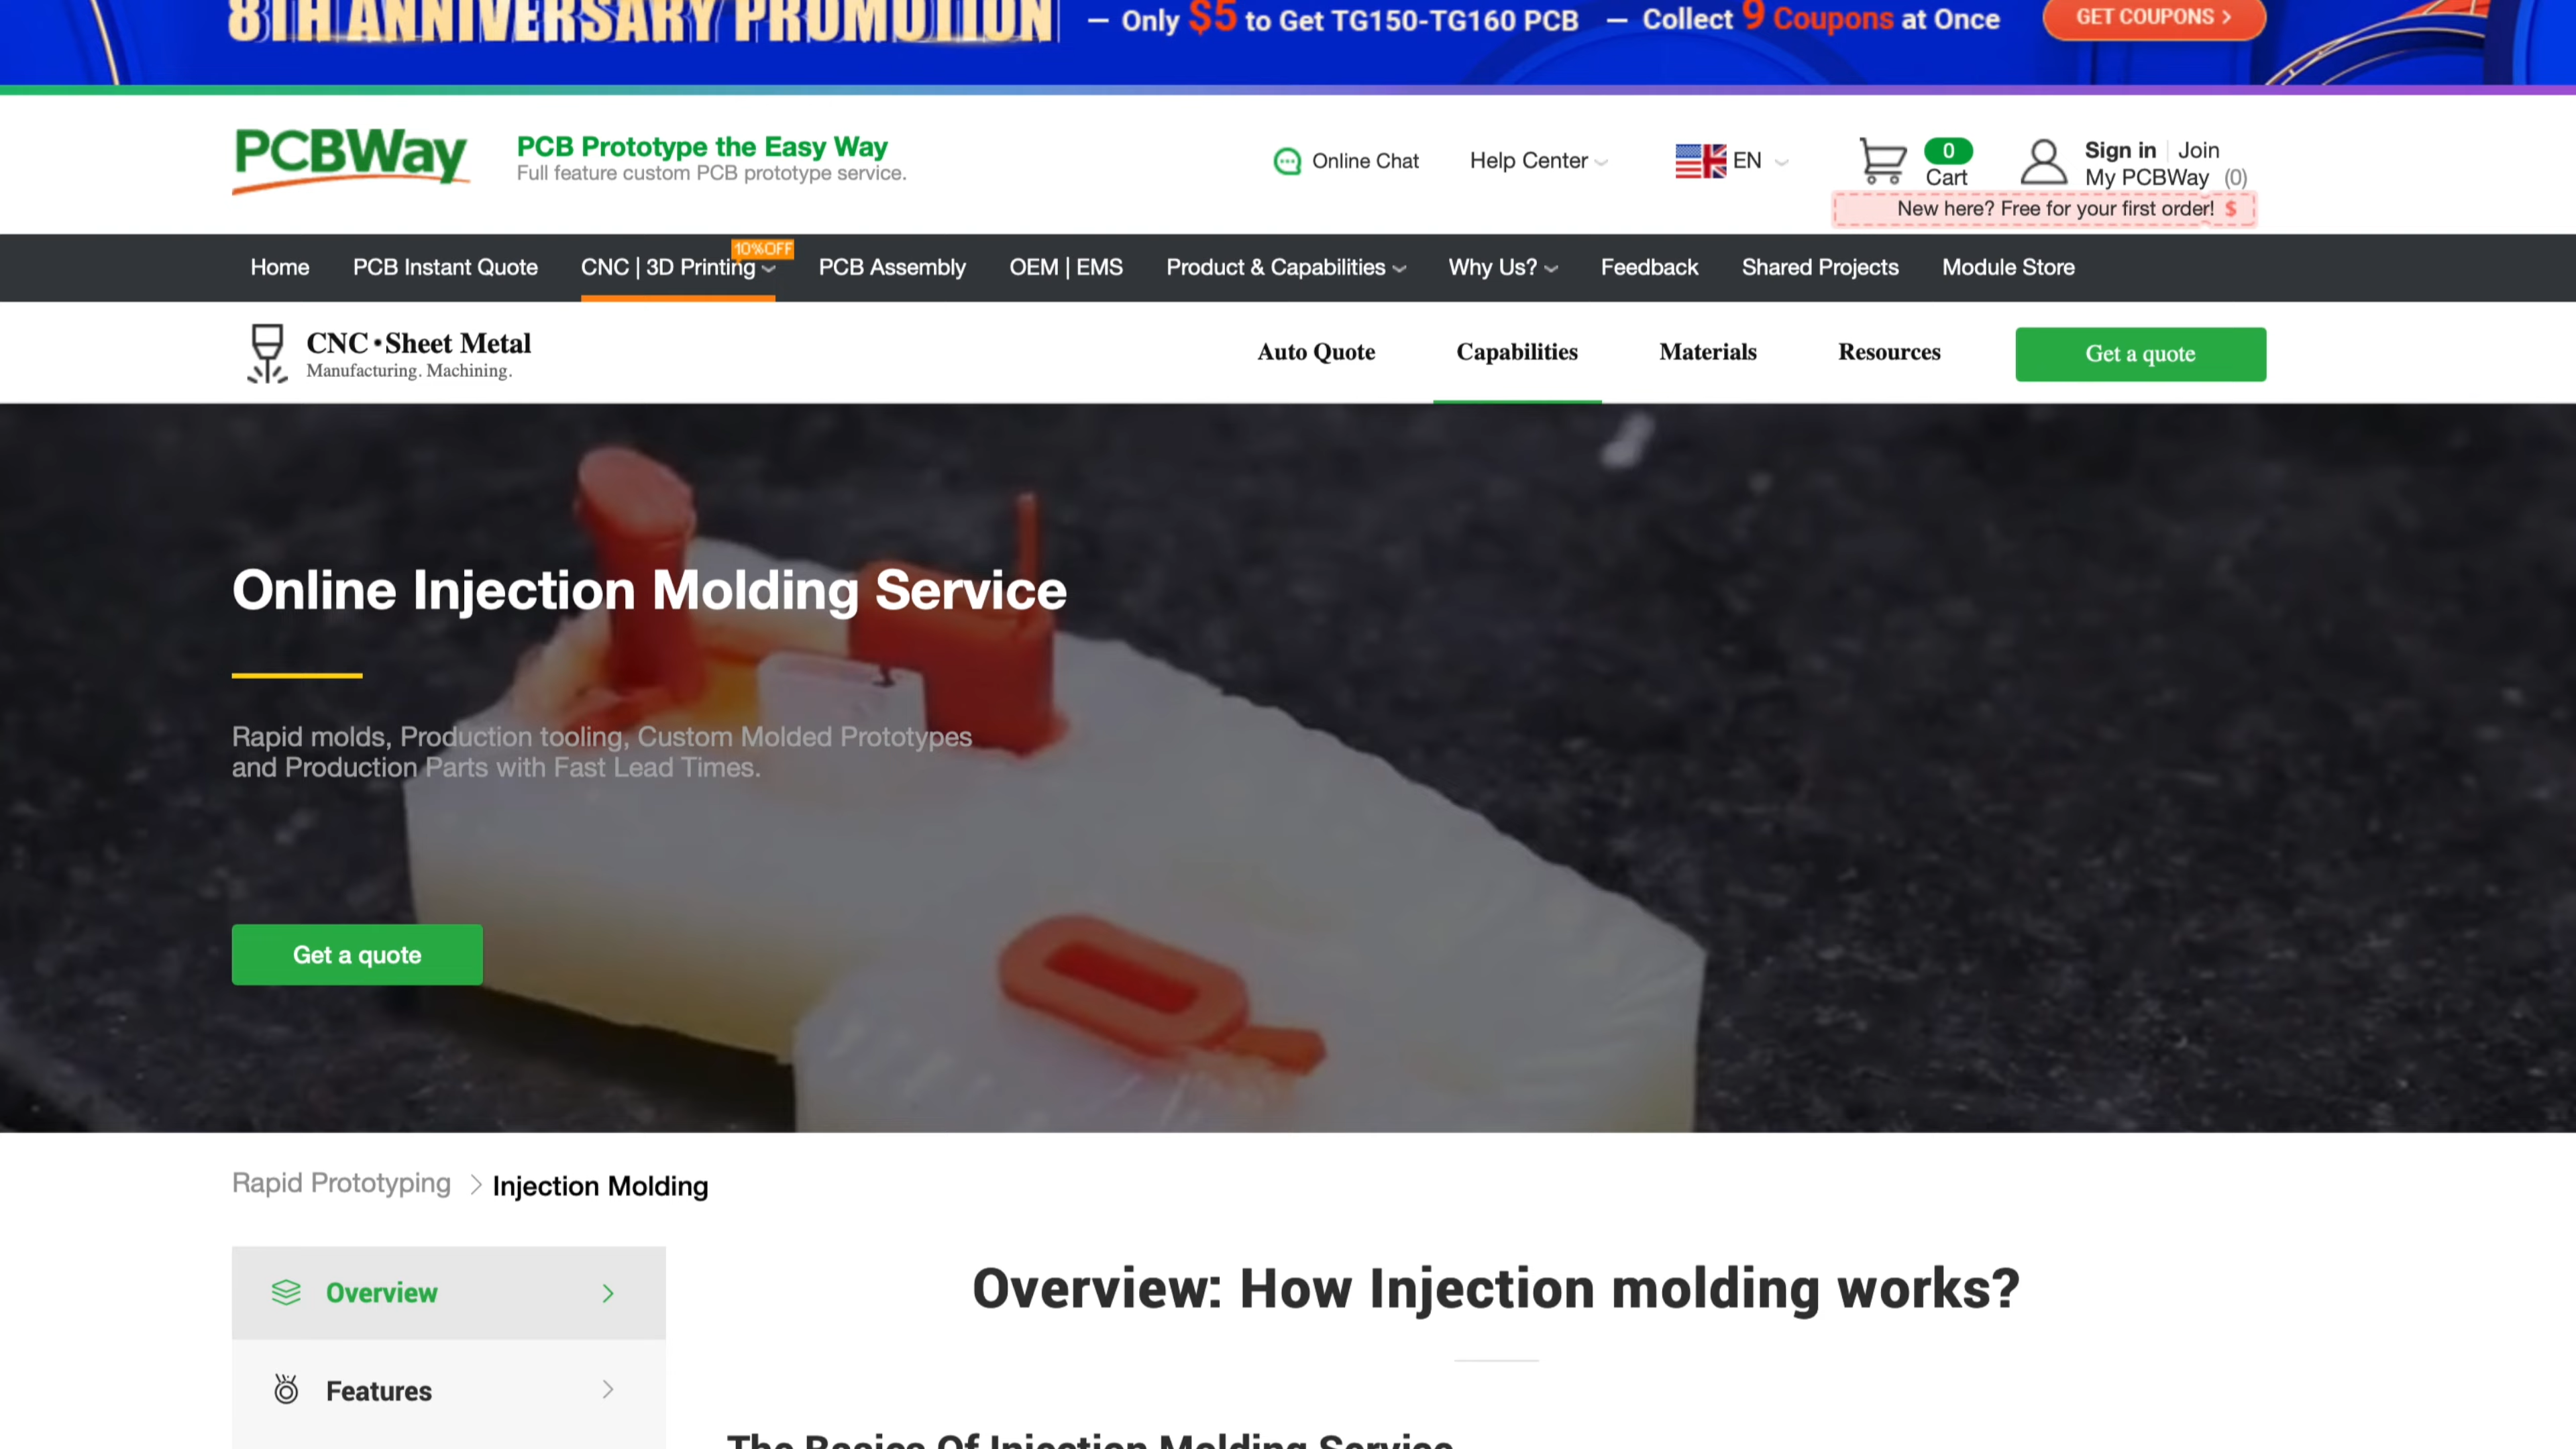 8TH ANNIVERSARY PROMOTION — Only $5 to Get TG150-TG160 PCB — Collect 9 Coupons at Once GET COUPONS >
PCBWay
PCB Prototype the Easy Way
Full feature custom PCB prototype service.
Online Chat
Help Center
EN
0
Cart
Sign in | Join
My PCBWay (0)
New here? Free for your first order! $
10%OFF
Home PCB Instant Quote CNC | 3D Printing PCB Assembly OEM | EMS Product & Capabilities Why Us? Feedback Shared Projects Module Store
CNC•Sheet Metal
Manufacturing. Machining.
Auto Quote Capabilities Materials Resources Get a quote
Online Injection Molding Service
Rapid molds, Production tooling, Custom Molded Prototypes
and Production Parts with Fast Lead Times.
Get a quote
Rapid Prototyping > Injection Molding
Overview
Features
Overview: How Injection molding works?
The Basics Of Injection Molding Service